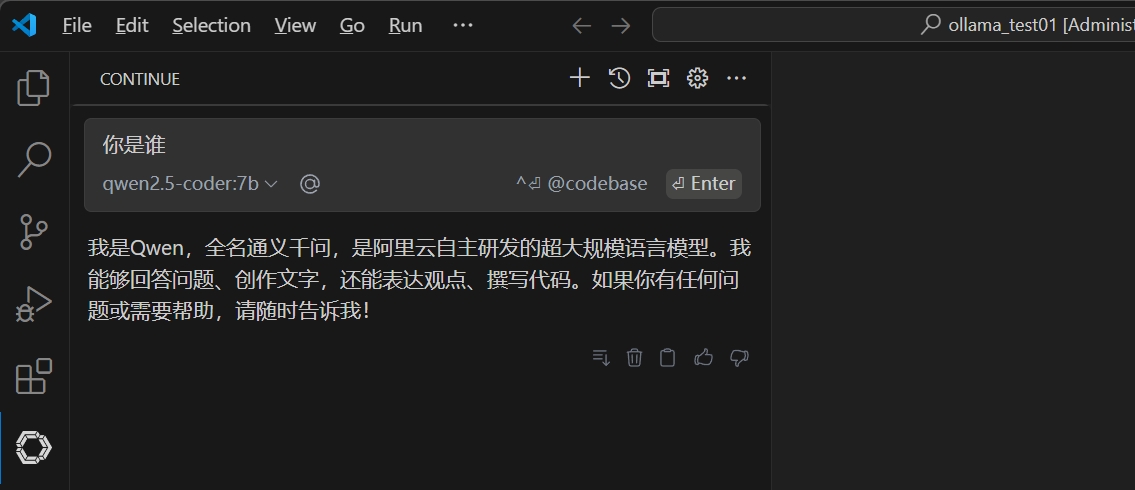 File Edit Selection View Go Run ···
ollama_test01 [Administ
CONTINUE
你是谁
qwen2.5-coder:7b @ ^⏎ @codebase ⏎ Enter
我是Qwen，全名通义千问，是阿里云自主研发的超大规模语言模型。我
能够回答问题、创作文字，还能表达观点、撰写代码。如果你有任何问
题或需要帮助，请随时告诉我！